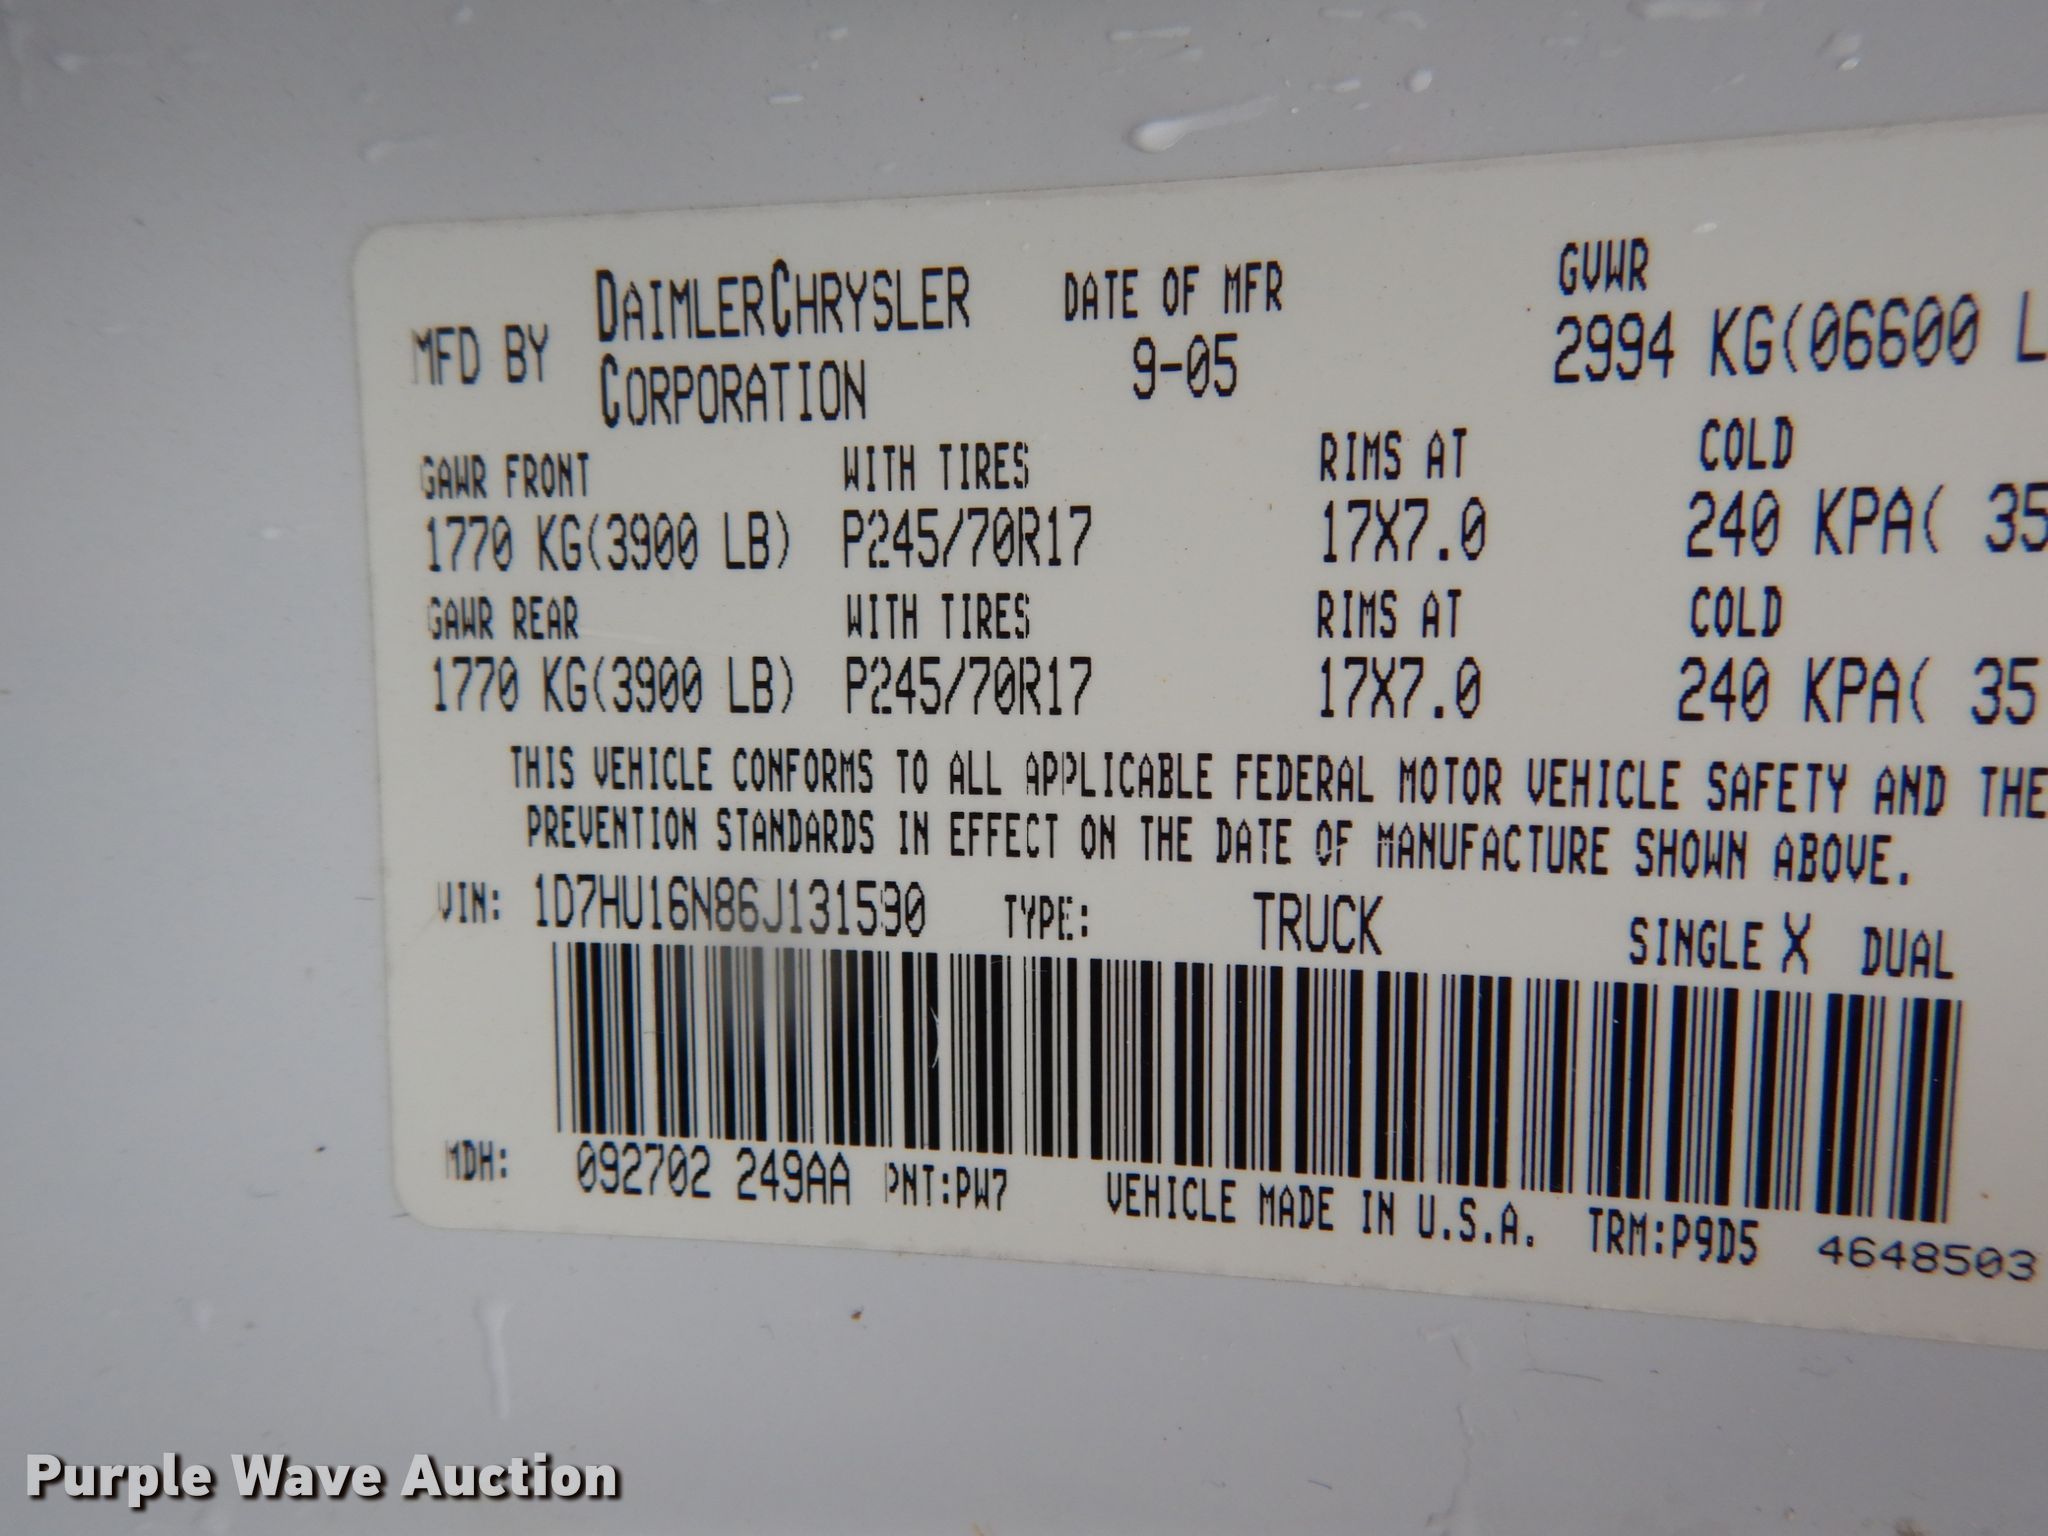 MFD BY DAIMLERCHRYSLER CORPORATION DATE OF MFR 9-05 GVWR 2994 KG(06600 L
GAWR FRONT WITH TIRES RIMS AT COLD
1770 KG(3900 LB) P245/70R17 17X7.0 240 KPA( 35
GAWR REAR WITH TIRES RIMS AT COLD
1770 KG(3900 LB) P245/70R17 17X7.0 240 KPA( 35
THIS VEHICLE CONFORMS TO ALL APPLICABLE FEDERAL MOTOR VEHICLE SAFETY AND THE
PREVENTION STANDARDS IN EFFECT ON THE DATE OF MANUFACTURE SHOWN ABOVE.
VIN: 1D7HU16N86J131590 TYPE: TRUCK SINGLE X DUAL
MDH: 092702 249AA PNT:PW7 VEHICLE MADE IN U.S.A. TRM:P9D5 4648503
Purple Wave Auction